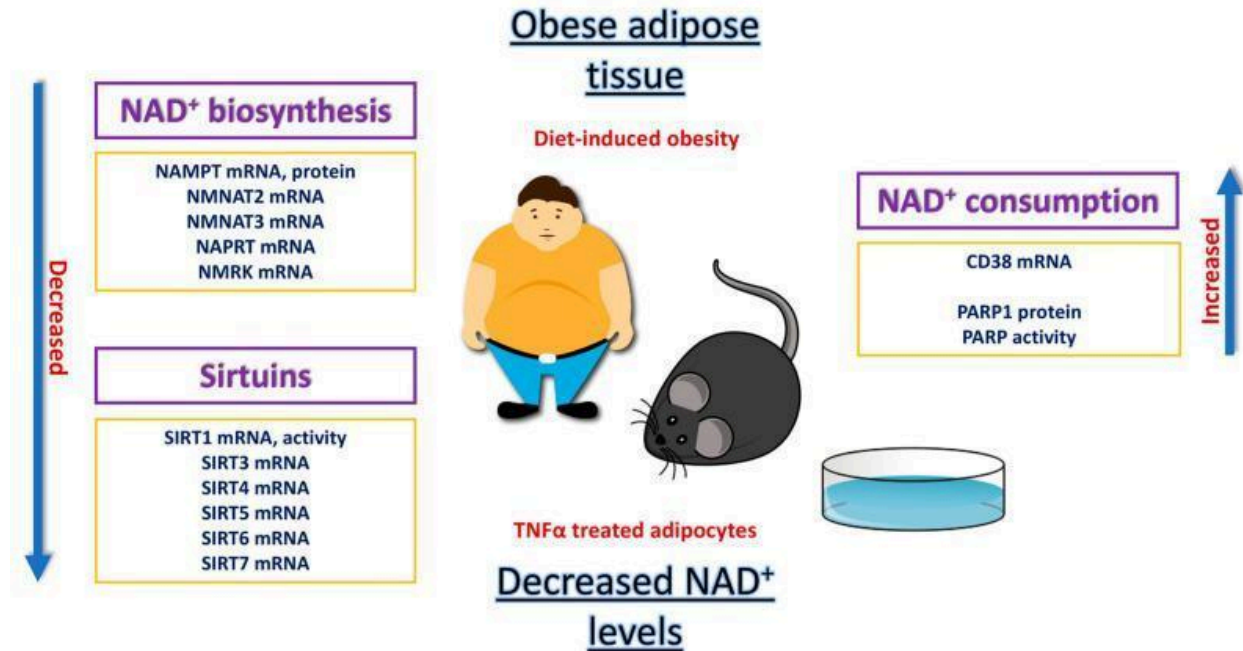 Obese adipose
tissue
Diet-induced obesity
Decreased
NAD⁺ biosynthesis
NAMPT mRNA, protein
NMNAT2 mRNA
NMNAT3 mRNA
NAPRT mRNA
NMRK mRNA
Sirtuins
SIRT1 mRNA, activity
SIRT3 mRNA
SIRT4 mRNA
SIRT5 mRNA
SIRT6 mRNA
SIRT7 mRNA
NAD⁺ consumption
CD38 mRNA
PARP1 protein
PARP activity
Increased
TNFα treated adipocytes
Decreased NAD⁺
levels